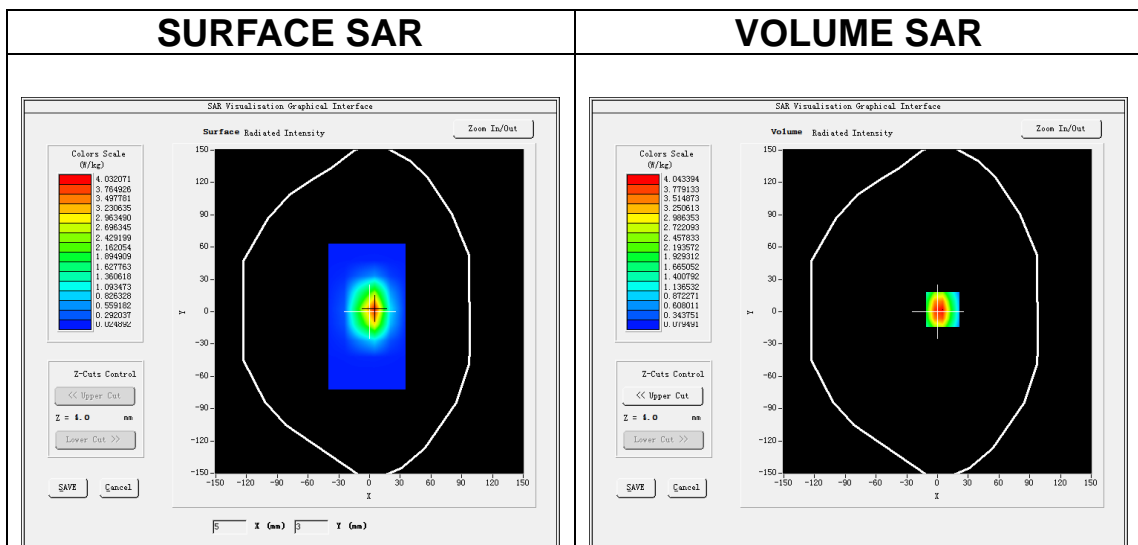 SURFACE SAR
VOLUME SAR
SAR Visualisation Graphical Interface
Surface Radiated Intensity
Zoom In/Out
Colors Scale
(W/kg)
4.032071
3.764926
3.497781
3.230635
2.963490
2.696345
2.429199
2.162054
1.894909
1.627763
1.360618
1.093473
0.826328
0.559182
0.292037
0.024892
150
120
90
60
30
0
-30
-60
-90
-120
-150
Y
-150 -120 -90 -60 -30 0 30 60 90 120 150
X
Z-Cuts Control
<< Upper Cut
Z = 4.0 mm
Lower Cut >>
SAVE Cancel
5 X (mm) 3 Y (mm)
SAR Visualisation Graphical Interface
Volume Radiated Intensity
Zoom In/Out
Colors Scale
(W/kg)
4.043394
3.779133
3.514873
3.250613
2.986353
2.722093
2.457833
2.193572
1.929312
1.665052
1.400792
1.136532
0.872271
0.608011
0.343751
0.079491
150
120
90
60
30
0
-30
-60
-90
-120
-150
Y
-150 -120 -90 -60 -30 0 30 60 90 120 150
X
Z-Cuts Control
<< Upper Cut
Z = 4.0 mm
Lower Cut >>
SAVE Cancel